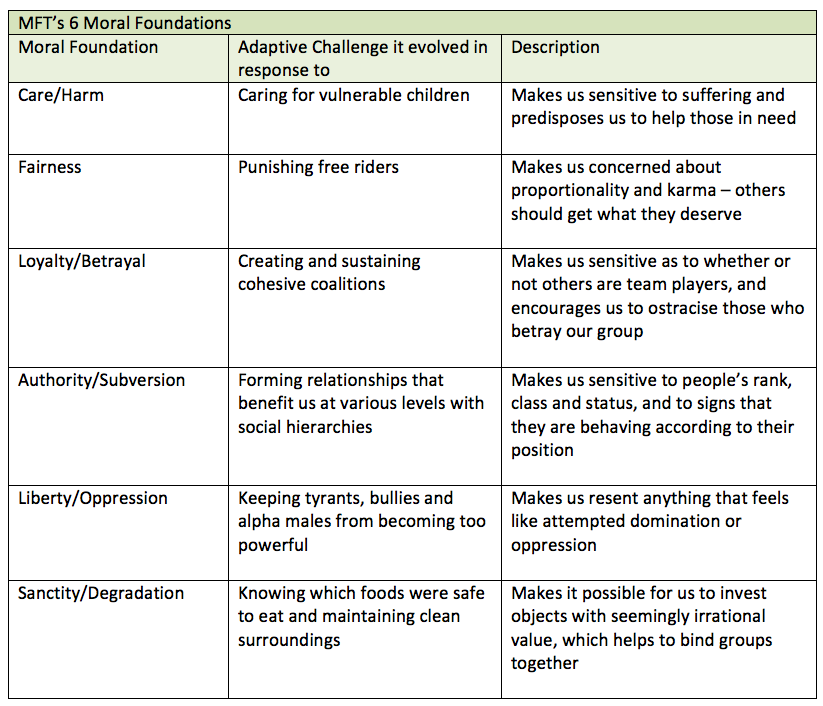 MFT's 6 Moral Foundations
Moral Foundation
Adaptive Challenge it evolved in
response to
Description
Care/Harm
Caring for vulnerable children
Makes us sensitive to suffering and
predisposes us to help those in need
Fairness
Punishing free riders
Makes us concerned about
proportionality and karma – others
should get what they deserve
Loyalty/Betrayal
Creating and sustaining
cohesive coalitions
Makes us sensitive as to whether or
not others are team players, and
encourages us to ostracise those who
betray our group
Authority/Subversion
Forming relationships that
benefit us at various levels with
social hierarchies
Makes us sensitive to people's rank,
class and status, and to signs that
they are behaving according to their
position
Liberty/Oppression
Keeping tyrants, bullies and
alpha males from becoming too
powerful
Makes us resent anything that feels
like attempted domination or
oppression
Sanctity/Degradation
Knowing which foods were safe
to eat and maintaining clean
surroundings
Makes it possible for us to invest
objects with seemingly irrational
value, which helps to bind groups
together